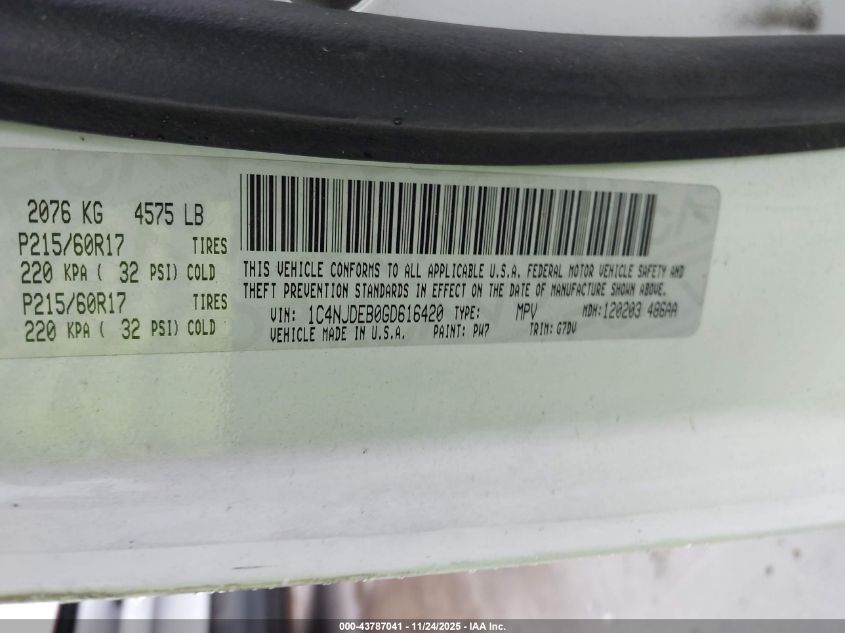 2076 KG 4575 LB
P215/60R17 TIRES
220 KPA ( 32 PSI) COLD
P215/60R17 TIRES
220 KPA ( 32 PSI) COLD
THIS VEHICLE CONFORMS TO ALL APPLICABLE U.S.A. FEDERAL MOTOR VEHICLE SAFETY AND
THEFT PREVENTION STANDARDS IN EFFECT ON THE DATE OF MANUFACTURE SHOWN ABOVE.
VIN: 1C4NJDEB0GD616420 TYPE: MPV MDH: 120203 486AA
VEHICLE MADE IN U.S.A. PAINT: PW7 TRIM: G7DV
000-43787041 | 11/24/2025 | IAA Inc.